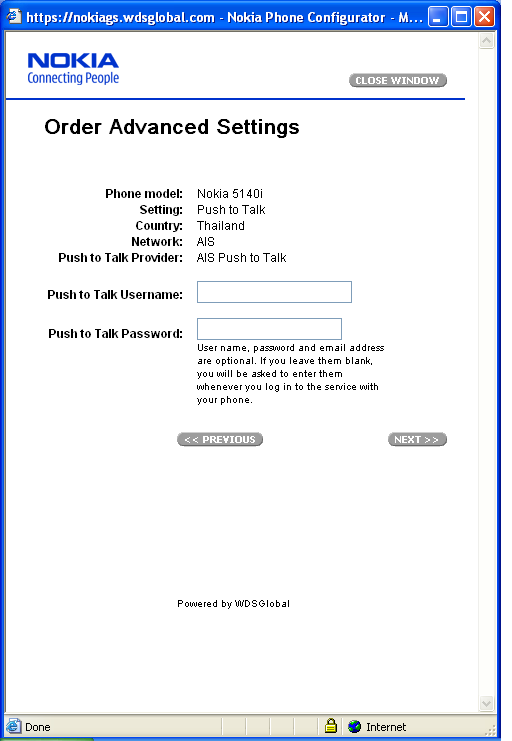 https://nokiags.wdsglobal.com - Nokia Phone Configurator - M...
NOKIA
Connecting People
CLOSE WINDOW
Order Advanced Settings
Phone model: Nokia 5140i
Setting: Push to Talk
Country: Thailand
Network: AIS
Push to Talk Provider: AIS Push to Talk
Push to Talk Username:
Push to Talk Password:
User name, password and email address
are optional. If you leave them blank,
you will be asked to enter them
whenever you log in to the service with
your phone.
<< PREVIOUS
NEXT >>
Powered by WDSGlobal
Done
Internet